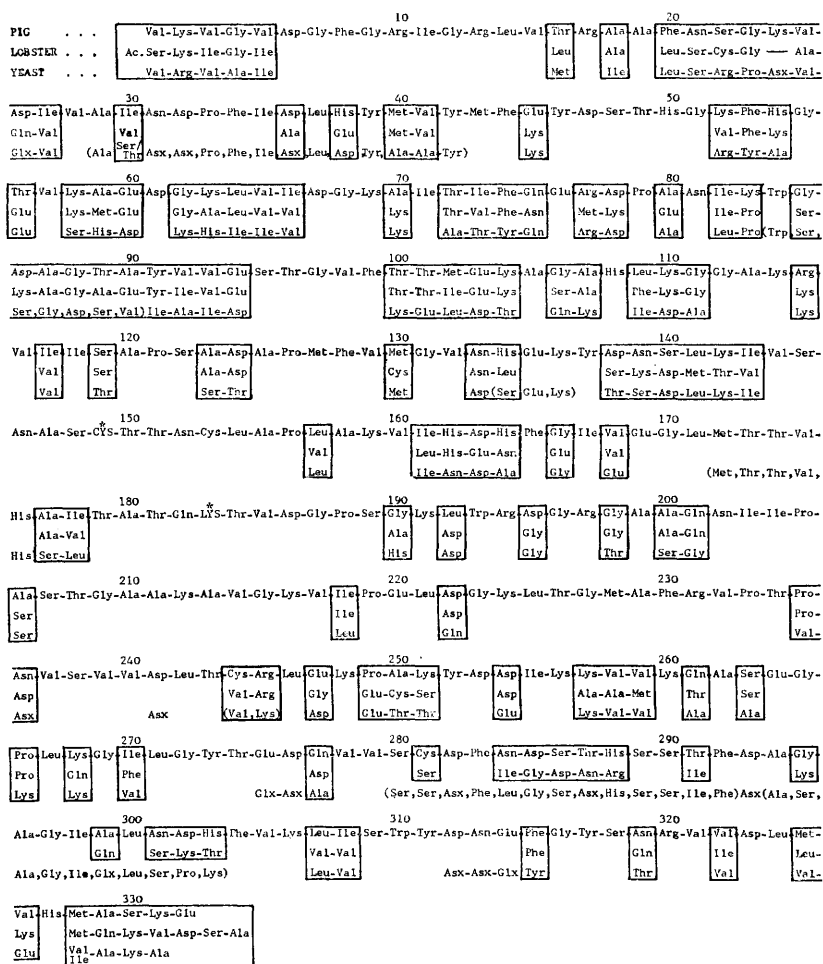 10 20
PIG . . . Val-Lys-Val-Gly-Val Asp-Gly-Phe-Gly-Arg-Ile-Gly-Arg-Leu-Val Thr Arg Ala Ala Phe-Asn-Ser-Gly-Lys-Val-
LOBSTER . . . Ac.Ser-Lys-Ile-Gly-Ile Leu Ala Leu-Ser-Cys-Gly — Ala-
YEAST . . . Val-Arg-Val-Ala-Ile Met Ile Leu-Ser-Arg-Pro-Asx-Val-
30 40 50
Asp-Ile Val-Ala Ile Asn-Asp-Pro-Phe-Ile Asp Leu His Tyr Met-Val Tyr-Met-Phe Glu Tyr-Asp-Ser-Thr-His-Gly Lys-Phe-His Gly-
Gln-Val Val Ala Glu Met-Val Lys Val-Phe-Lys
Glx-Val (Ala Ser/Thr Asx,Asx,Pro,Phe,Ile Asx Leu Asp Tyr Ala-Ala Tyr) Lys Arg-Tyr-Ala
60 70 80
Thr Val Lys-Ala-Glu Asp Gly-Lys-Leu-Val-Ile Asp-Gly-Lys Ala Ile Thr-Ile-Phe-Gln Glu Arg-Asp Pro Ala Asn Ile-Lys Trp Gly-
Glu Lys-Met-Glu Gly-Ala-Leu-Val-Val Lys Thr-Val-Phe-Asn Met-Lys Glu Ile-Pro Ser-
Glu Ser-His-Asp Lys-His-Ile-Ile-Val Lys Ala-Thr-Tyr-Gln Arg-Asp Ala Leu-Pro (Trp Ser,
90 100 110
Asp-Ala-Gly-Thr-Ala-Tyr-Val-Val-Glu Ser-Thr-Gly-Val-Phe Thr-Thr-Met-Glu-Lys Ala Gly-Ala His Leu-Lys-Gly Gly-Ala-Lys Arg
Lys-Ala-Gly-Ala-Glu-Tyr-Ile-Val-Glu Thr-Thr-Ile-Glu-Lys Ser-Ala Phe-Lys-Gly Lys
Ser,Gly,Asp,Ser,Val)Ile-Ala-Ile-Asp Lys-Glu-Leu-Asp-Thr Gln-Lys Ile-Asp-Ala Lys
120 130 140
Val Ile Ile Ser Ala-Pro-Ser Ala-Asp Ala-Pro-Met-Phe-Val Met Gly-Val Asn-His Glu-Lys-Tyr Asp-Asn-Ser-Leu-Lys-Ile Val-Ser-
Val Ser Ala-Asp Cys Asn-Leu Ser-Lys-Asp-Met-Thr-Val
Val Thr Ser-Thr Met Asp(Ser Glu,Lys) Thr-Ser-Asp-Leu-Lys-Ile
150 160 170
Asn-Ala-Ser-CYS-Thr-Thr-Asn-Cys-Leu-Ala-Pro Leu Ala-Lys-Val Ile-His-Asp-His Phe Gly Ile Val Glu-Gly-Leu-Met-Thr-Thr-Val-
Val Leu-His-Glu-Asn Glu Val
Leu Ile-Asn-Asp-Ala Gly Glu (Met,Thr,Thr,Val,
180 190 200
His Ala-Ile Thr-Ala-Thr-Gln-LYS-Thr-Val-Asp-Gly-Pro-Ser Gly Lys Leu Trp-Arg Asp Gly-Arg Gly Ala Ala-Gln Asn-Ile-Ile-Pro-
Ala-Val Ala Asp Gly Gly Ala-Gln
His Ser-Leu His Asp Gly Thr Ser-Gly
210 220 230
Ala Ser-Thr-Gly-Ala-Ala-Lys-Ala-Val-Gly-Lys-Val Ile Pro-Glu-Leu Asp Gly-Lys-Leu-Thr-Gly-Met-Ala-Phe-Arg-Val-Pro-Thr Pro-
Ser Ile Asp Pro-
Ser Leu Gln Val-
240 250 260
Asn Val-Ser-Val-Val-Asp-Leu-Thr Cys-Arg Leu Glu Lys Pro-Ala-Lys Tyr-Asp Asp Ile-Lys Lys-Val-Val Lys Gln Ala Ser Glu-Gly-
Asp Val-Arg Gly Glu-Cys-Ser Asp Ala-Ala-Met Thr Ser
Asx Asx (Val,Lys) Asp Glu-Thr-Thr Glu Lys-Val-Val Ala Ala
270 280 290
Pro Leu Lys Gly Ile Leu-Gly-Tyr-Thr-Glu-Asp Gln Val-Val-Ser Cys Asp-Phe Asn-Asp-Ser-Thr-His Ser-Ser Thr Phe-Asp-Ala Gly
Pro Gln Phe Asp Ser Ile-Gly-Asp-Asn-Arg Ile Lys
Lys Lys Val Glx-Asx Ala (Ser,Ser,Asx,Phe,Leu,Gly,Ser,Asx,His,Ser,Ser,Ile,Phe)Asx(Ala,Ser,
300 310 320
Ala-Gly-Ile Ala Leu Asn-Asp-His Phe-Val-Lys Leu-Ile Ser-Trp-Tyr-Asp-Asn-Glu Phe Gly-Tyr-Ser Asn Arg-Val Val Asp-Leu Met-
Gln Ser-Lys-Thr Val-Val Phe Gln Ile Leu-
Ala,Gly,Ile,Glx,Leu,Ser,Pro,Lys) Leu-Val Asx-Asx-Glx Tyr Thr Val Val-
330
Val His Met-Ala-Ser-Lys-Glu
Lys Met-Gln-Lys-Val-Asp-Ser-Ala
Glu Val/Ile-Ala-Lys-Ala